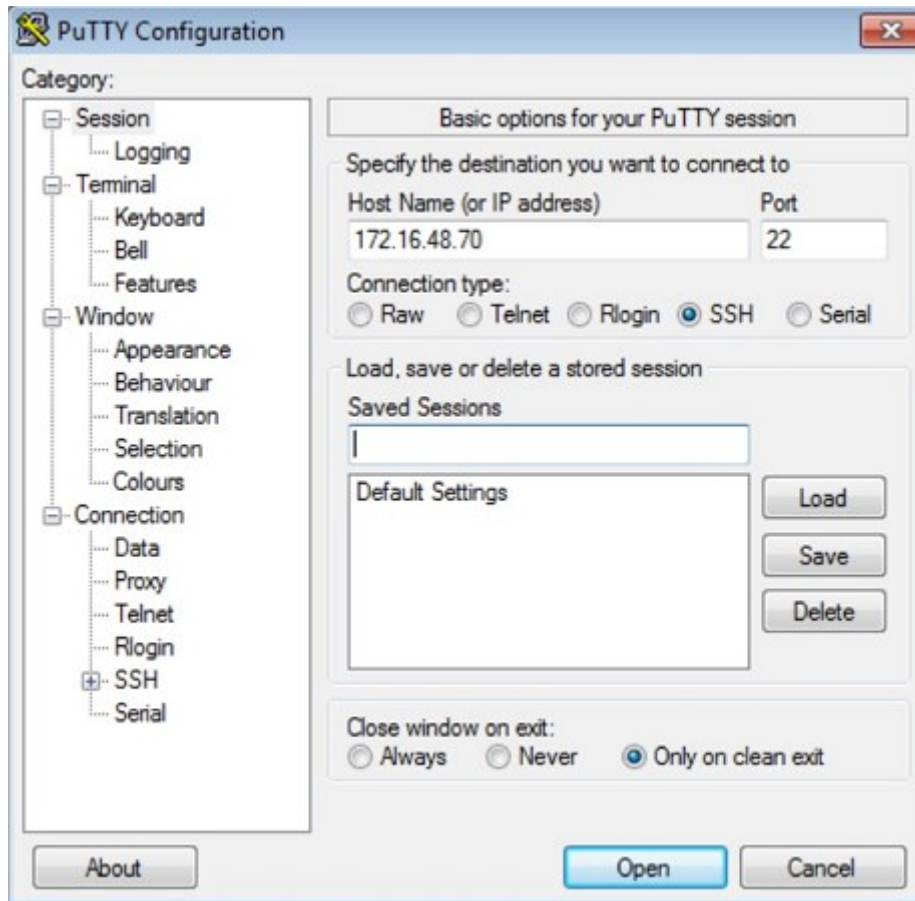 PuTTY Configuration
Category:
Session
Logging
Terminal
Keyboard
Bell
Features
Window
Appearance
Behaviour
Translation
Selection
Colours
Connection
Data
Proxy
Telnet
Rlogin
SSH
Serial
Basic options for your PuTTY session
Specify the destination you want to connect to
Host Name (or IP address) Port
172.16.48.70 22
Connection type:
Raw Telnet Rlogin SSH Serial
Load, save or delete a stored session
Saved Sessions
Default Settings
Load
Save
Delete
Close window on exit:
Always Never Only on clean exit
About Open Cancel